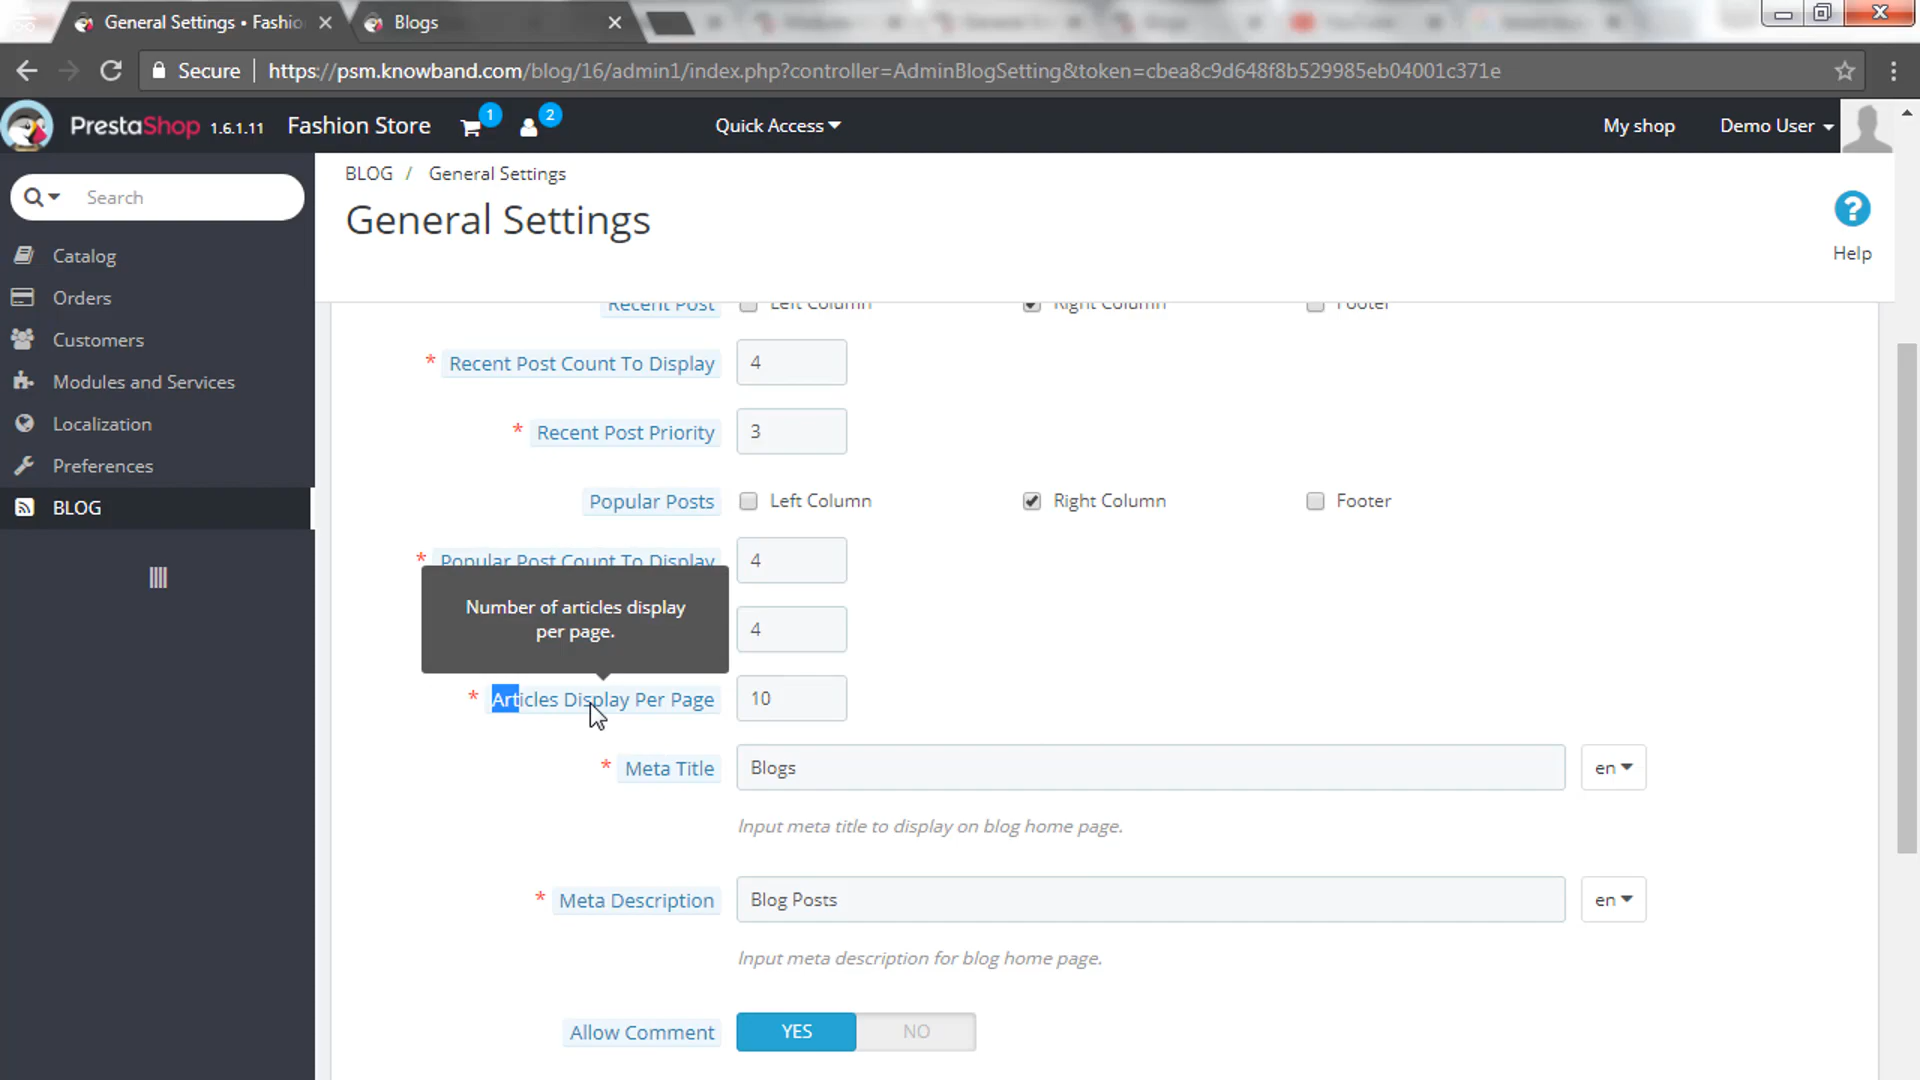 General Settings • Fashio
Blogs
Secure
https://psm.knowband.com/blog/16/admin1/index.php?controller=AdminBlogSetting&token=cbea8c9d648f8b529985eb04001c371e
PrestaShop 1.6.1.11
Fashion Store
1
2
Quick Access
My shop
Demo User
Search
Catalog
Orders
Customers
Modules and Services
Localization
Preferences
BLOG
BLOG / General Settings
General Settings
Help
Recent Post Left Column Right Column Footer
* Recent Post Count To Display 4
* Recent Post Priority 3
Popular Posts Left Column Right Column Footer
* Popular Post Count To Display 4
Number of articles display
per page.
4
* Articles Display Per Page 10
* Meta Title Blogs en
Input meta title to display on blog home page.
* Meta Description Blog Posts en
Input meta description for blog home page.
Allow Comment YES NO